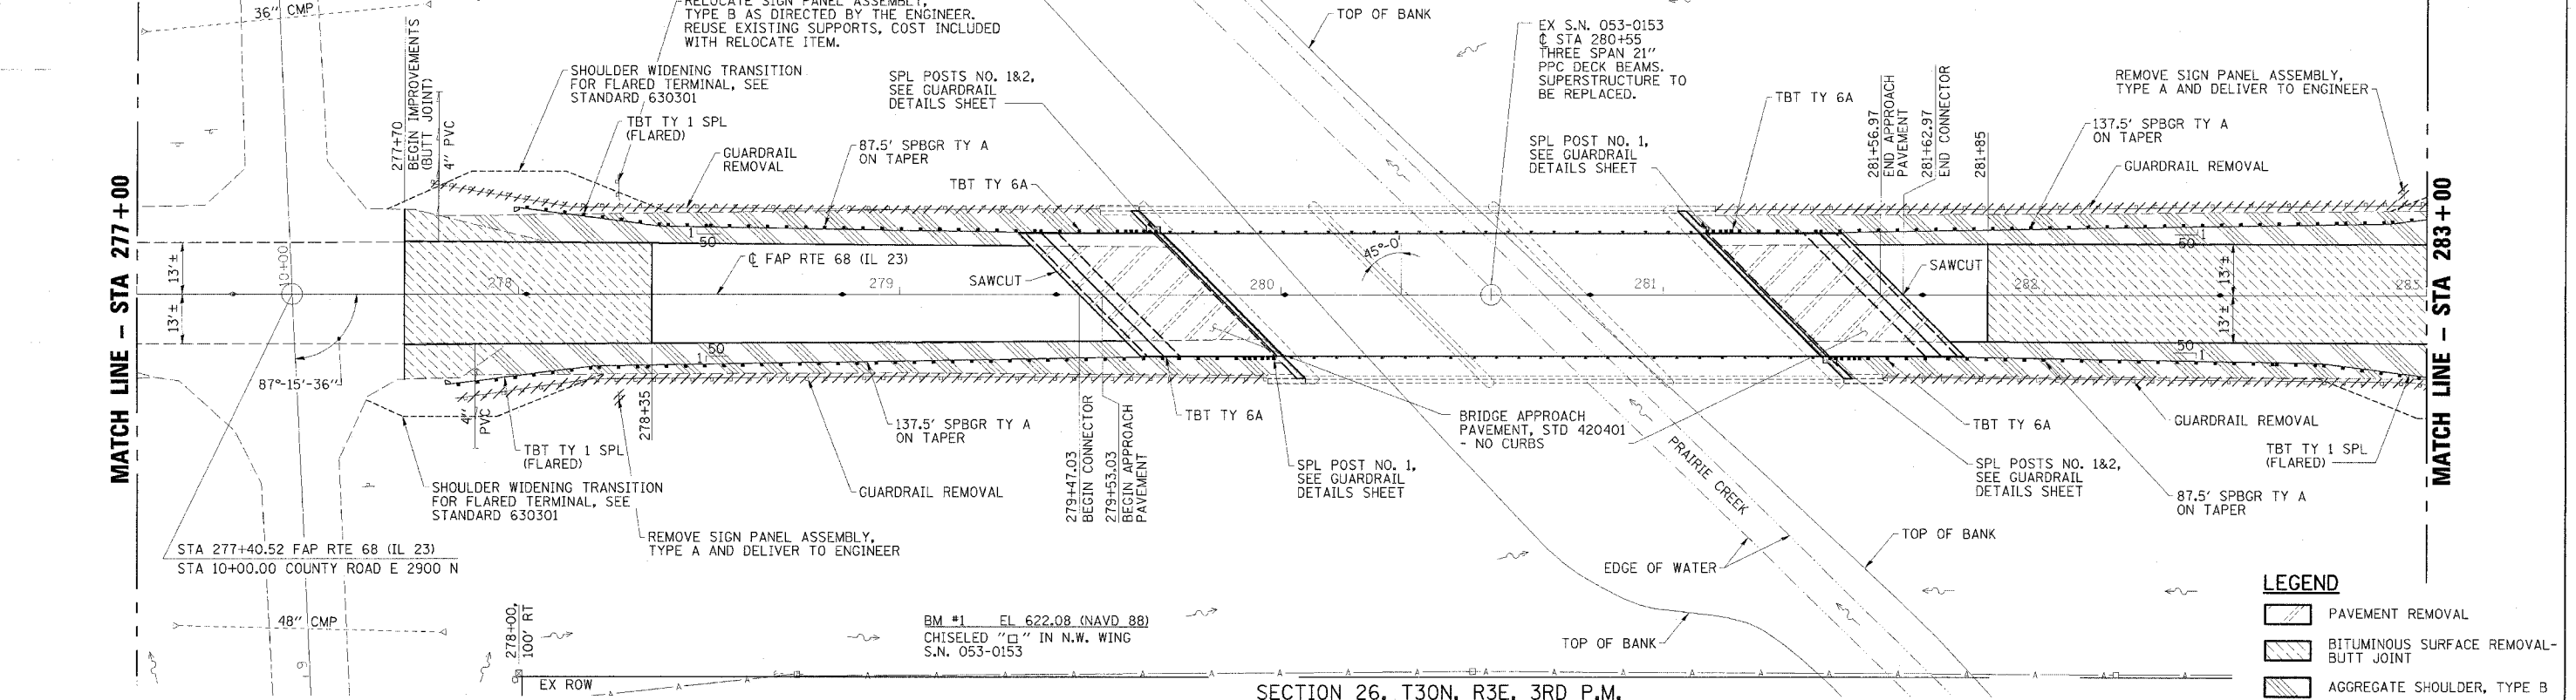 36" CMP
RELOCATE SIGN PANEL ASSEMBLY,
TYPE B AS DIRECTED BY THE ENGINEER.
REUSE EXISTING SUPPORTS, COST INCLUDED
WITH RELOCATE ITEM.
TOP OF BANK
EX S.N. 053-0153
℄ STA 280+55
THREE SPAN 21"
PPC DECK BEAMS.
SUPERSTRUCTURE TO
BE REPLACED.
277+70
BEGIN IMPROVEMENTS
(BUTT JOINT)
4" PVC
SHOULDER WIDENING TRANSITION
FOR FLARED TERMINAL, SEE
STANDARD 630301
SPL POSTS NO. 1&2,
SEE GUARDRAIL
DETAILS SHEET
TBT TY 6A
281+56.97
END APPROACH
PAVEMENT
281+62.97
END CONNECTOR
281+85
REMOVE SIGN PANEL ASSEMBLY,
TYPE A AND DELIVER TO ENGINEER
TBT TY 1 SPL
(FLARED)
GUARDRAIL
REMOVAL
87.5' SPBGR TY A
ON TAPER
TBT TY 6A
SPL POST NO. 1,
SEE GUARDRAIL
DETAILS SHEET
137.5' SPBGR TY A
ON TAPER
GUARDRAIL REMOVAL
MATCH LINE - STA 277+00
MATCH LINE - STA 283+00
13'±
13'±
10+00
1
50
℄ FAP RTE 68 (IL 23)
SAWCUT
45°-0'
1
50
SAWCUT
13'±
13'±
278
279
280
281
282
283
1
50
50
1
87°-15'-36"
4"
PVC
278+35
TBT TY 1 SPL
(FLARED)
137.5' SPBGR TY A
ON TAPER
279+47.03
BEGIN CONNECTOR
279+53.03
BEGIN APPROACH
PAVEMENT
TBT TY 6A
BRIDGE APPROACH
PAVEMENT, STD 420401
- NO CURBS
PRAIRIE CREEK
TBT TY 6A
GUARDRAIL REMOVAL
TBT TY 1 SPL
(FLARED)
SHOULDER WIDENING TRANSITION
FOR FLARED TERMINAL, SEE
STANDARD 630301
GUARDRAIL REMOVAL
SPL POST NO. 1,
SEE GUARDRAIL
DETAILS SHEET
SPL POSTS NO. 1&2,
SEE GUARDRAIL
DETAILS SHEET
87.5' SPBGR TY A
ON TAPER
REMOVE SIGN PANEL ASSEMBLY,
TYPE A AND DELIVER TO ENGINEER
STA 277+40.52 FAP RTE 68 (IL 23)
STA 10+00.00 COUNTY ROAD E 2900 N
TOP OF BANK
EDGE OF WATER
48" CMP
278+00,
100' RT
BM #1 EL 622.08 (NAVD 88)
CHISELED "□" IN N.W. WING
S.N. 053-0153
TOP OF BANK
EX ROW
SECTION 26, T30N, R3E, 3RD P.M.
LEGEND
PAVEMENT REMOVAL
BITUMINOUS SURFACE REMOVAL-
BUTT JOINT
AGGREGATE SHOULDER, TYPE B